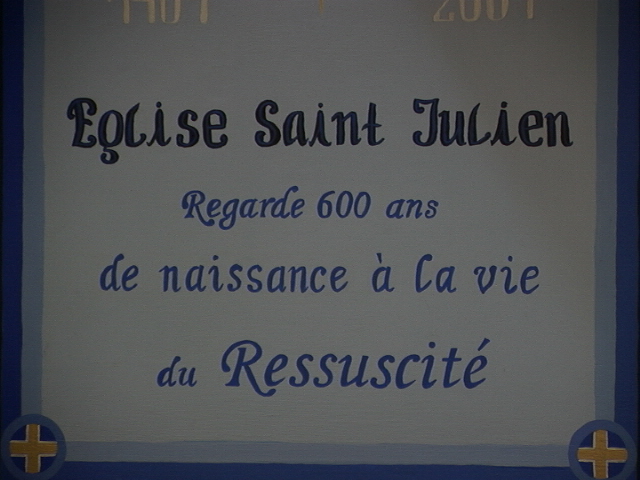 Eglise Saint Julien
Regarde 600 ans
de naissance à la vie
du Ressuscité